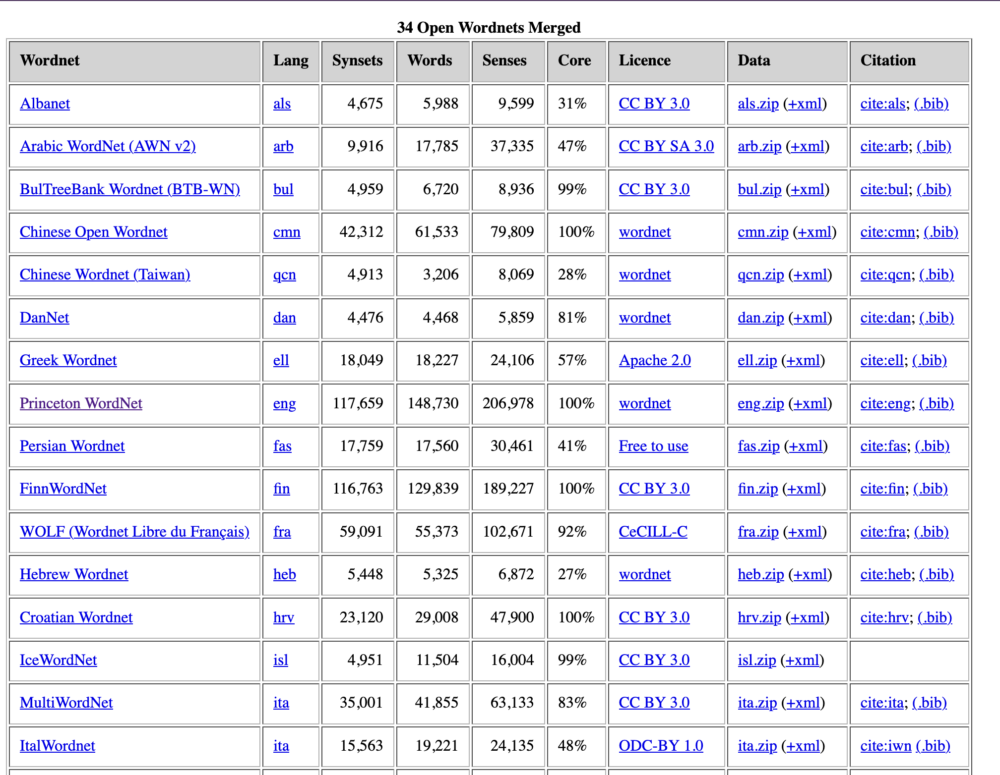 34 Open Wordnets Merged
Wordnet Lang Synsets Words Senses Core Licence Data Citation
Albanet als 4,675 5,988 9,599 31% CC BY 3.0 als.zip (+xml) cite:als; (.bib)
Arabic WordNet (AWN v2) arb 9,916 17,785 37,335 47% CC BY SA 3.0 arb.zip (+xml) cite:arb; (.bib)
BulTreeBank Wordnet (BTB-WN) bul 4,959 6,720 8,936 99% CC BY 3.0 bul.zip (+xml) cite:bul; (.bib)
Chinese Open Wordnet cmn 42,312 61,533 79,809 100% wordnet cmn.zip (+xml) cite:cmn; (.bib)
Chinese Wordnet (Taiwan) qcn 4,913 3,206 8,069 28% wordnet qcn.zip (+xml) cite:qcn; (.bib)
DanNet dan 4,476 4,468 5,859 81% wordnet dan.zip (+xml) cite:dan; (.bib)
Greek Wordnet ell 18,049 18,227 24,106 57% Apache 2.0 ell.zip (+xml) cite:ell; (.bib)
Princeton WordNet eng 117,659 148,730 206,978 100% wordnet eng.zip (+xml) cite:eng; (.bib)
Persian Wordnet fas 17,759 17,560 30,461 41% Free to use fas.zip (+xml) cite:fas; (.bib)
FinnWordNet fin 116,763 129,839 189,227 100% CC BY 3.0 fin.zip (+xml) cite:fin; (.bib)
WOLF (Wordnet Libre du Français) fra 59,091 55,373 102,671 92% CeCILL-C fra.zip (+xml) cite:fra; (.bib)
Hebrew Wordnet heb 5,448 5,325 6,872 27% wordnet heb.zip (+xml) cite:heb; (.bib)
Croatian Wordnet hrv 23,120 29,008 47,900 100% CC BY 3.0 hrv.zip (+xml) cite:hrv; (.bib)
IceWordNet isl 4,951 11,504 16,004 99% CC BY 3.0 isl.zip (+xml)
MultiWordNet ita 35,001 41,855 63,133 83% CC BY 3.0 ita.zip (+xml) cite:ita; (.bib)
ItalWordnet ita 15,563 19,221 24,135 48% ODC-BY 1.0 ita.zip (+xml) cite:iwn (.bib)